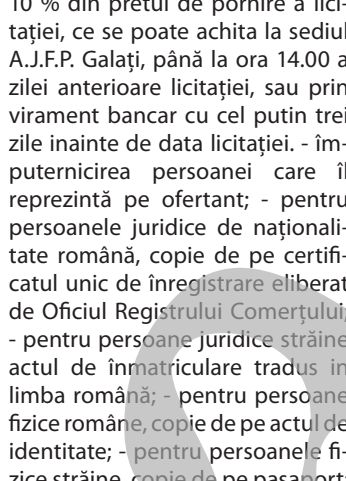 10 % din prețul de pornire a lici-
tației, ce se poate achita la sediul
A.J.F.P. Galați, până la ora 14.00 a
zilei anterioare licitației, sau prin
virament bancar cu cel putin trei
zile inainte de data licitației. - îm-
puternicirea persoanei care îl
reprezintă pe ofertant; - pentru
persoanele juridice de naționali-
tate română, copie de pe certifi-
catul unic de înregistrare eliberat
de Oficiul Registrului Comerțului;
- pentru persoane juridice străine
actul de înmatriculare tradus in
limba română; - pentru persoane
fizice române, copie de pe actul de
identitate; - pentru persoanele fi-
zice străine, copie de pe pașaport;